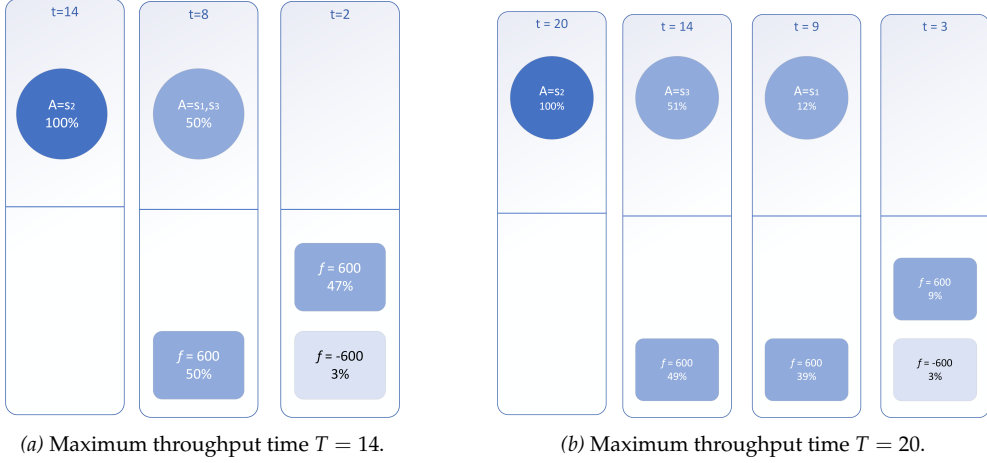 t=14
A=s2
100%
t=8
A=s1,s3
50%
f = 600
50%
t=2
f = 600
47%
f = -600
3%
(a) Maximum throughput time T = 14.
t = 20
A=s2
100%
t = 14
A=s3
51%
f = 600
49%
t = 9
A=s1
12%
f = 600
39%
t = 3
f = 600
9%
f = -600
3%
(b) Maximum throughput time T = 20.